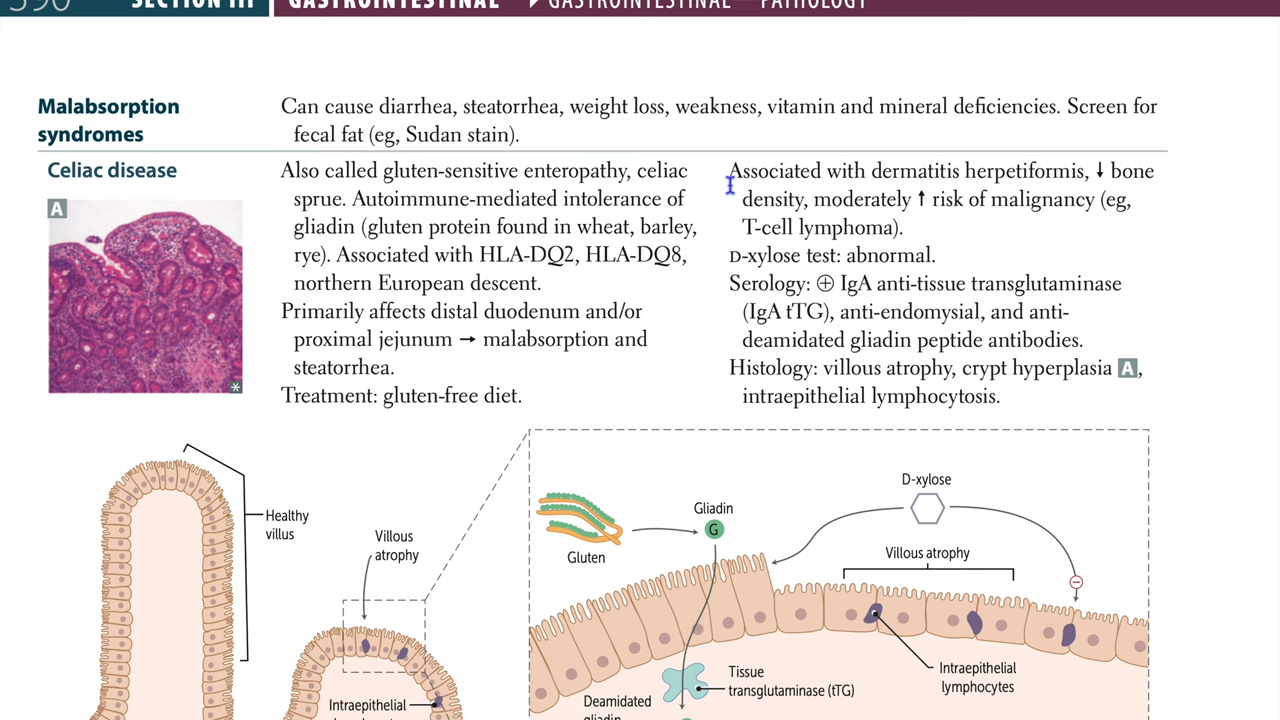 390 SECTION III GASTROINTESTINAL ▸ GASTROINTESTINAL—PATHOLOGY
Malabsorption
syndromes
Can cause diarrhea, steatorrhea, weight loss, weakness, vitamin and mineral deficiencies. Screen for
fecal fat (eg, Sudan stain).
Celiac disease
A
Also called gluten-sensitive enteropathy, celiac
sprue. Autoimmune-mediated intolerance of
gliadin (gluten protein found in wheat, barley,
rye). Associated with HLA-DQ2, HLA-DQ8,
northern European descent.
Primarily affects distal duodenum and/or
proximal jejunum → malabsorption and
steatorrhea.
Treatment: gluten-free diet.
Associated with dermatitis herpetiformis, ↓ bone
density, moderately ↑ risk of malignancy (eg,
T-cell lymphoma).
D-xylose test: abnormal.
Serology: ⊕ IgA anti-tissue transglutaminase
(IgA tTG), anti-endomysial, and anti-
deamidated gliadin peptide antibodies.
Histology: villous atrophy, crypt hyperplasia A,
intraepithelial lymphocytosis.
Healthy
villus
Villous
atrophy
Intraepithelial
Gluten
Gliadin
G
D-xylose
Villous atrophy
Tissue
transglutaminase (tTG)
Intraepithelial
lymphocytes
Deamidated
gliadin